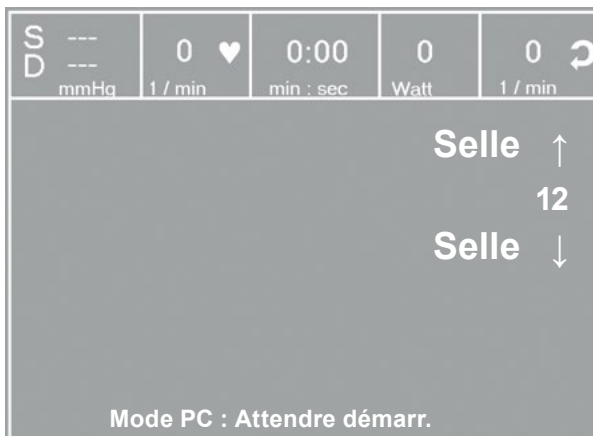 S --- 0 ♥ 0:00 0 0
D ---
mmHg 1 / min min : sec Watt 1 / min
Selle ↑
12
Selle ↓
Mode PC : Attendre démarr.